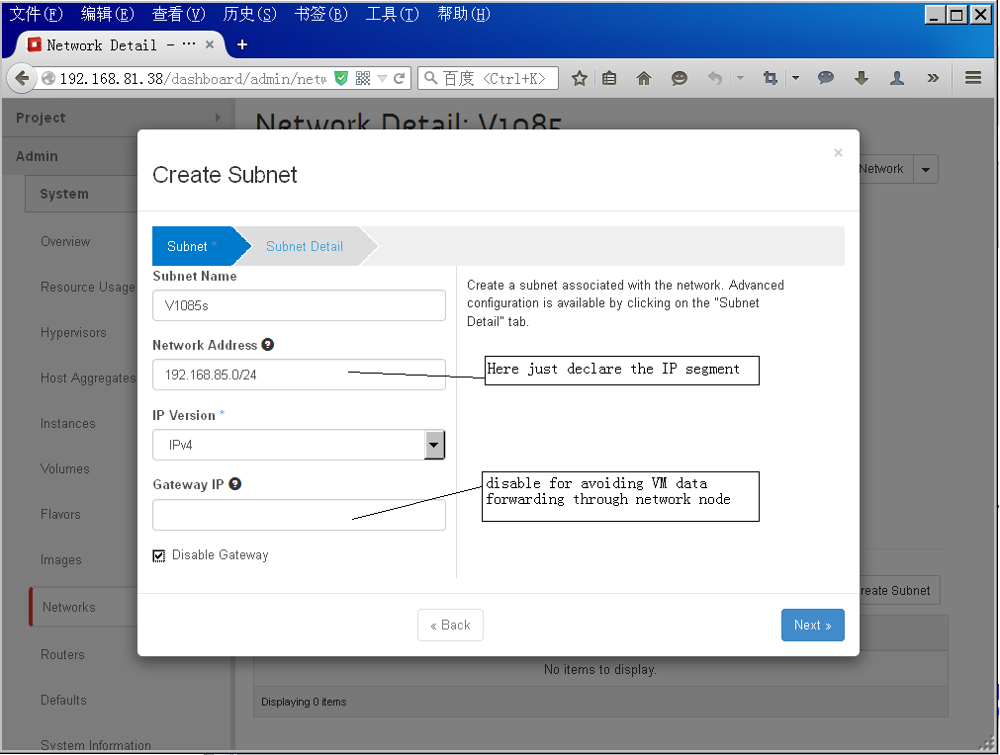 文件(F) 编辑(E) 查看(V) 历史(S) 书签(B) 工具(T) 帮助(H)
Network Detail - ··· × +
192.168.81.38/dashboard/admin/netw
百度 <Ctrl+K>
Project
Admin
System
Overview
Resource Usage
Hypervisors
Host Aggregates
Instances
Volumes
Flavors
Images
Networks
Routers
Defaults
System Information
Network Detail: V1085
Network
Create Subnet
×
Subnet *
Subnet Detail
Subnet Name
V1085s
Network Address
192.168.85.0/24
IP Version *
IPv4
Gateway IP
Disable Gateway
Create a subnet associated with the network. Advanced
configuration is available by clicking on the "Subnet
Detail" tab.
Here just declare the IP segment
disable for avoiding VM data
forwarding through network node
« Back
Next »
reate Subnet
No items to display.
Displaying 0 items